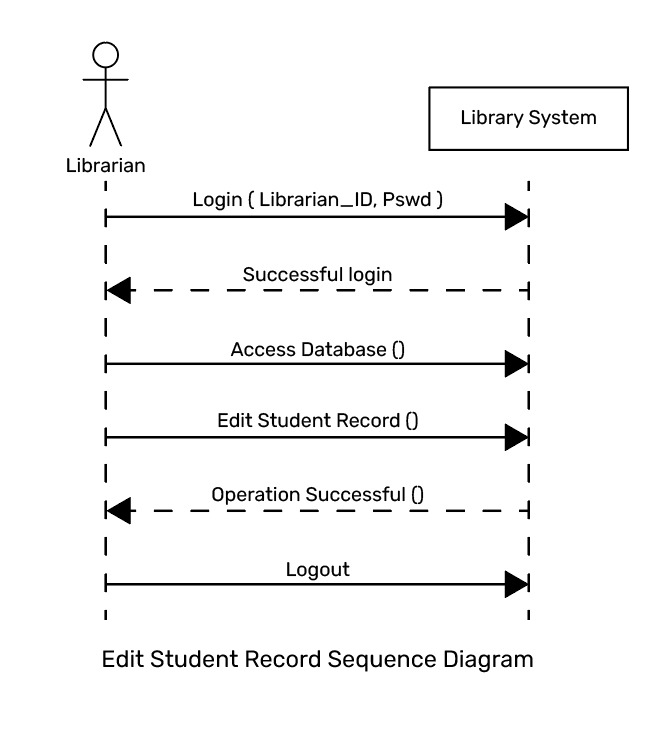 Librarian
Library System
Login ( Librarian_ID, Pswd )
Successful login
Access Database ()
Edit Student Record ()
Operation Successful ()
Logout
Edit Student Record Sequence Diagram